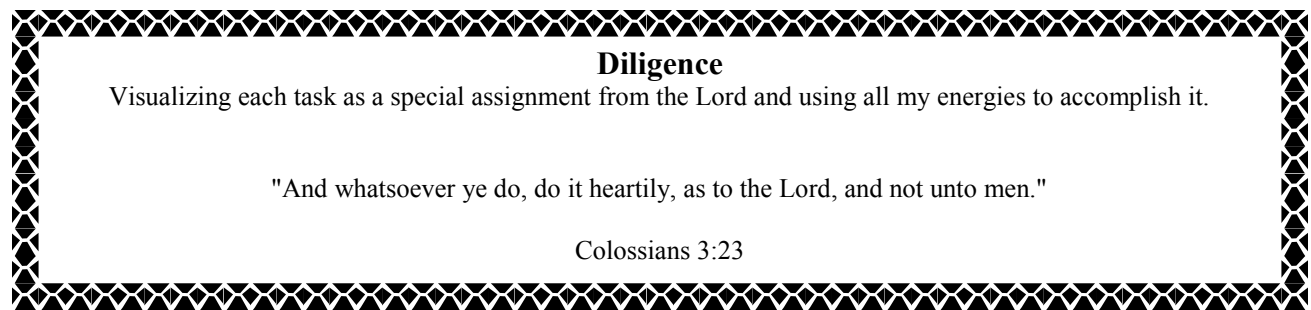 Diligence
Visualizing each task as a special assignment from the Lord and using all my energies to accomplish it.
"And whatsoever ye do, do it heartily, as to the Lord, and not unto men."
Colossians 3:23